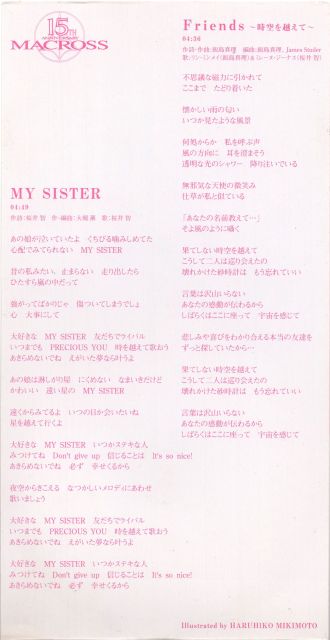 15TH
ANNIVERSARY
MACROSS
MY SISTER
04:49
作詞:桜井 智 作・編曲:大槻 薫 歌:桜井 智
あの娘が泣いていたよ くちびる噛みしめてた
心配でみてられない MY SISTER
昔の私みたい、止まらない 走り出したら
ひたすら嵐の中だって
強がってばかりじゃ 傷ついてしまうでしょ
心 大事にして
大好きな MY SISTER 友だちでライバル
いつまでも PRECIOUS YOU 時を越えて歌おう
あきらめないでね えがいた夢なら叶うよ
あの娘は淋しがり屋 にくめない なまいきだけど
かわいい 遠い星の MY SISTER
遠くからみてるよ いつの日か会いたいね
星を越えて行くよ
大好きな MY SISTER いつかステキな人
みつけてね Don't give up 信じることは It's so nice!
あきらめないでね 必ず 幸せくるから
夜空からきこえる なつかしいメロディにあわせ
歌いましょう
大好きな MY SISTER 友だちでライバル
いつまでも PRECIOUS YOU 時を越えて歌おう
あきらめないでね えがいた夢なら叶うよ
大好きな MY SISTER いつかステキな人
みつけてね Don't give up 信じることは It's so nice!
あきらめないでね 必ず 幸せくるから
Friends ～時空を越えて～
04:36
作詞・作曲:飯島真理 編曲:飯島真理, James Studer
歌:リン・ミンメイ(飯島真理)&ミレーヌ・ジーナス(桜井 智)
不思議な磁力に引かれて
ここまで たどり着いた
懐かしい雨の匂い
いつか見たような風景
何処からか 私を呼ぶ声
風の方向に 耳を澄まそう
透明な光のシャワー 降り注いでいる
無邪気な天使の微笑み
仕草が私と似ている
「あなたの名前教えて…」
そよ風のように囁く
果てしない時空を越えて
こうして二人は巡り会えたの
壊れかけた砂時計は もう忘れていい
言葉は沢山いらない
あなたの感動が伝わるから
しばらくはここに座って 宇宙を感じて
悲しみや喜びをわかり合える本当の友達を
ずっと探していたから…
果てしない時空を越えて
こうして二人は巡り会えたの
壊れかけた砂時計は もう忘れていい
言葉は沢山いらない
あなたの感動が伝わるから
しばらくはここに座って 宇宙を感じて
Illustrated by HARUHIKO MIKIMOTO